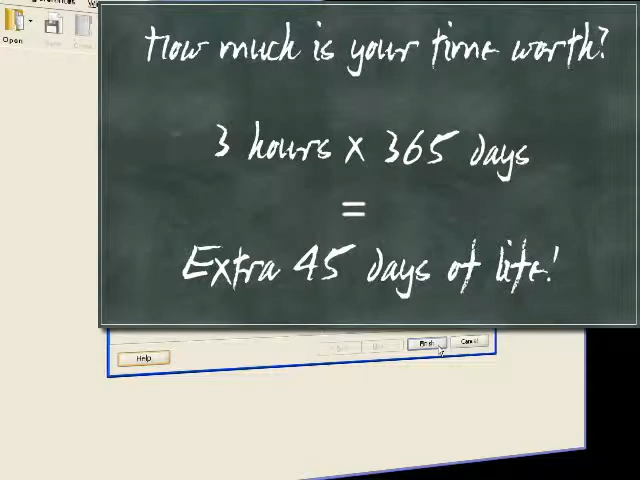 How much is your time worth?
3 hours x 365 days
=
Extra 45 days of life!
Open
Help
Finish
Cancel